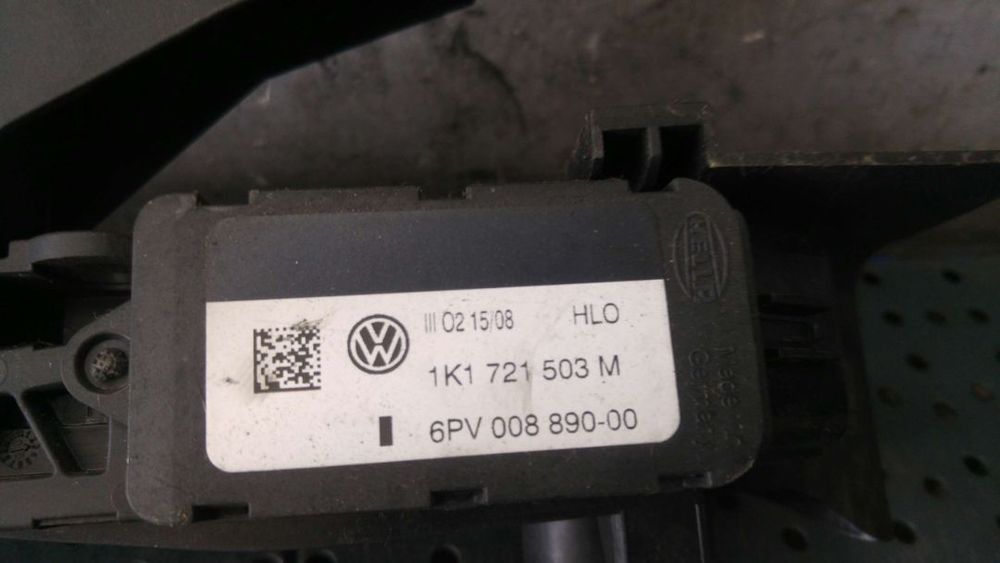 III O2 15/08 HLO
1K1 721 503 M
6PV 008 890-00
HELLA
Made in
Germany